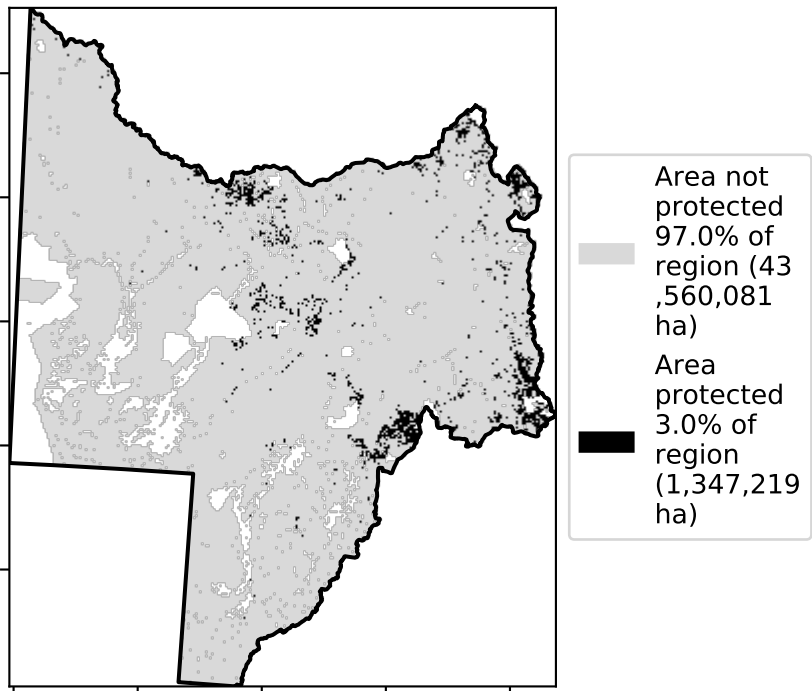 Area not
protected
97.0% of
region (43
,560,081
ha)
Area
protected
3.0% of
region
(1,347,219
ha)